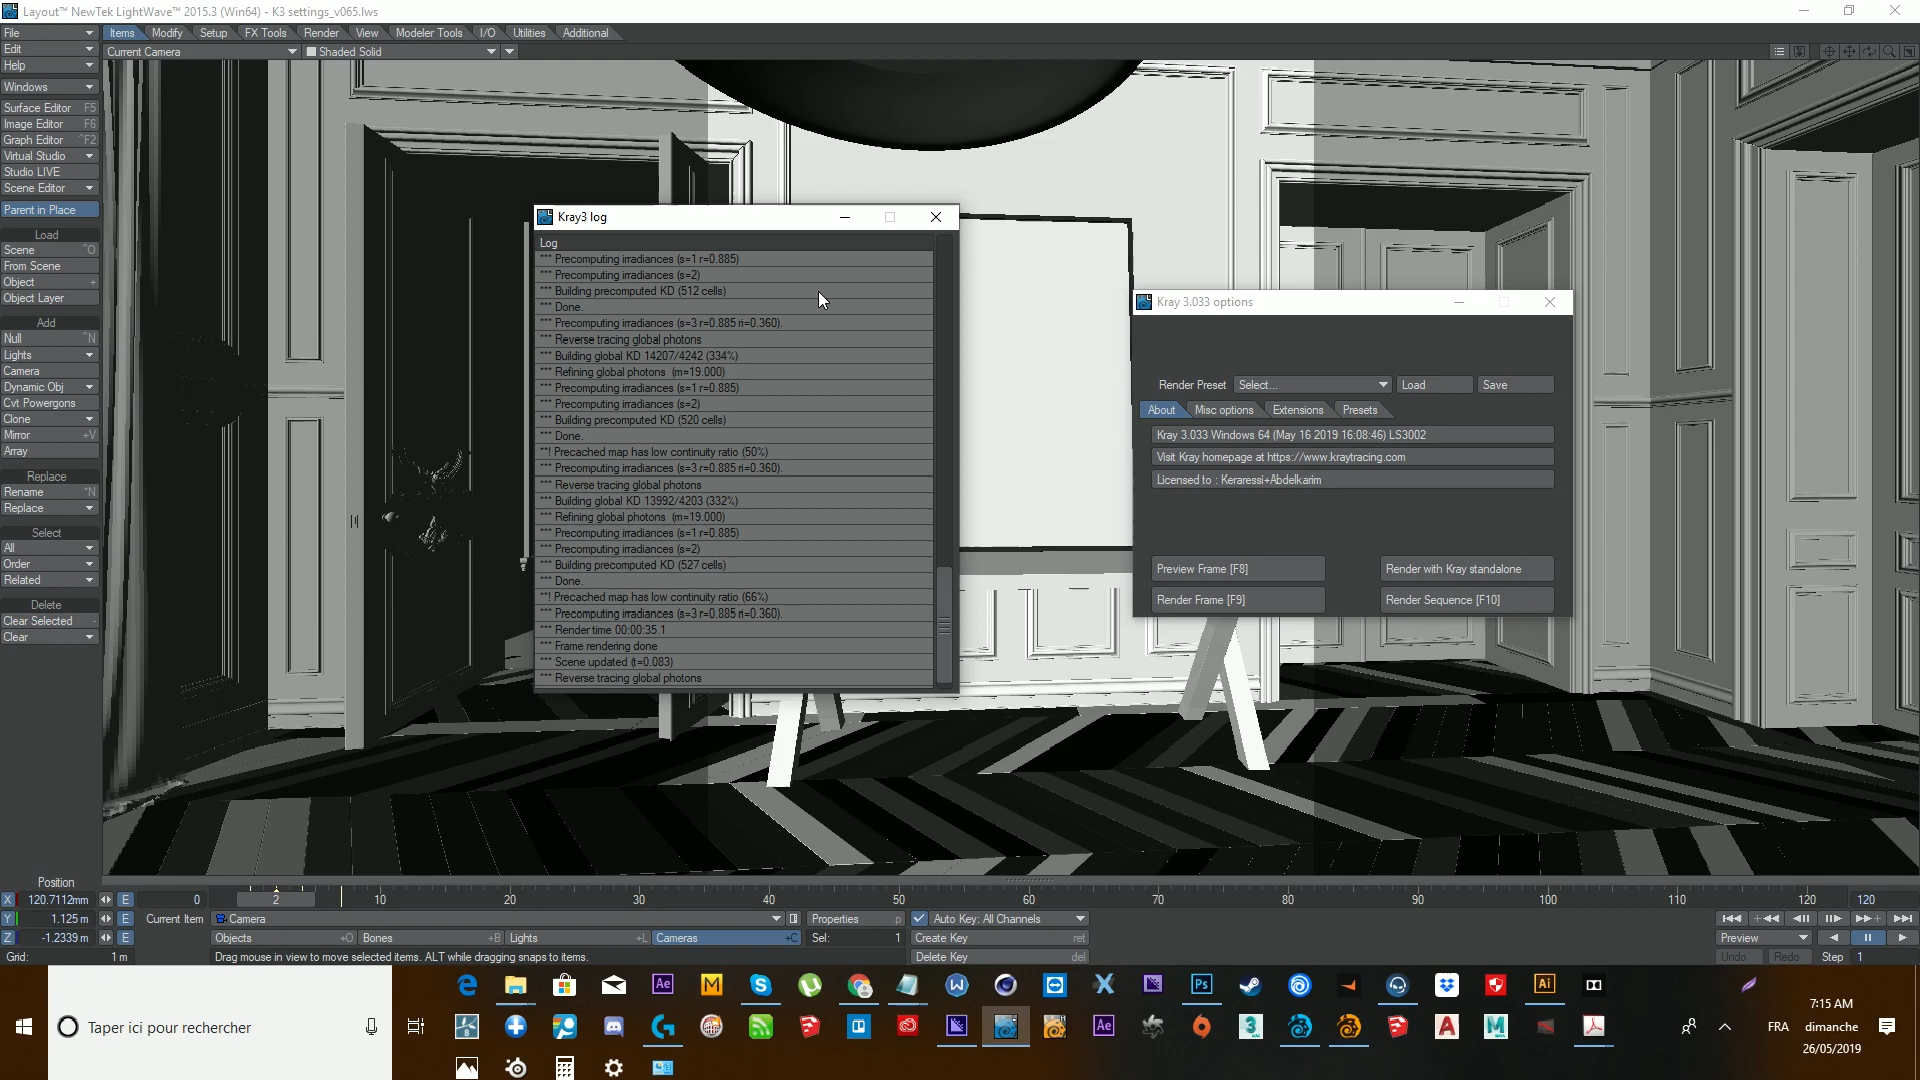 Layout™ NewTek LightWave™ 2015.3 (Win64) - K3 settings_v065.lws
File
Items Modify Setup FX Tools Render View Modeler Tools I/O Utilities Additional
Edit
Current Camera Shaded Solid
Help
Windows
Surface Editor F5
Image Editor F6
Graph Editor ^F2
Virtual Studio
Studio LIVE
Scene Editor
Parent in Place
Load
Scene ^O
From Scene
Object +
Object Layer
Add
Null ^N
Lights
Camera
Dynamic Obj
Cvt Powergons
Clone
Mirror +V
Array
Replace
Rename "N
Replace
Select
All
Order
Related
Delete
Clear Selected -
Clear
Kray3 log
Log
*** Precomputing irradiances (s=1 r=0.885)
*** Precomputing irradiances (s=2)
*** Building precomputed KD (512 cells)
*** Done.
*** Precomputing irradiances (s=3 r=0.885 ri=0.360).
*** Reverse tracing global photons
*** Building global KD 14207/4242 (334%)
*** Refining global photons  (m=19.000)
*** Precomputing irradiances (s=1 r=0.885)
*** Precomputing irradiances (s=2)
*** Building precomputed KD (520 cells)
*** Done.
**! Precached map has low continuity ratio (50%)
*** Precomputing irradiances (s=3 r=0.885 ri=0.360).
*** Reverse tracing global photons
*** Building global KD 13992/4203 (332%)
*** Refining global photons  (m=19.000)
*** Precomputing irradiances (s=1 r=0.885)
*** Precomputing irradiances (s=2)
*** Building precomputed KD (527 cells)
*** Done.
**! Precached map has low continuity ratio (66%)
*** Precomputing irradiances (s=3 r=0.885 ri=0.360).
*** Render time 00:00:35.1
*** Frame rendering done
*** Scene updated (t=0.083)
*** Reverse tracing global photons
Kray 3.033 options
Render Preset Select... Load Save
About Misc options Extensions Presets
Kray 3.033 Windows 64 (May 16 2019 16:08:46) LS3002
Visit Kray homepage at https://www.kraytracing.com
Licensed to : Keraressi+Abdelkarim
Preview Frame [F8] Render with Kray standalone
Render Frame [F9] Render Sequence [F10]
Position
X 120.7112mm E 0 2 10 20 30 40 50 60 70 80 90 100 110 120 120
Y 1.125 m E Current Item Camera Properties p Auto Key: All Channels
Z -1.2339 m E Objects +O Bones +B Lights +L Cameras +C Sel: 1 Create Key ret Preview
Grid: 1 m Drag mouse in view to move selected items. ALT while dragging snaps to items. Delete Key del Undo Redo Step 1
Taper ici pour rechercher
7:15 AM
FRA dimanche
26/05/2019